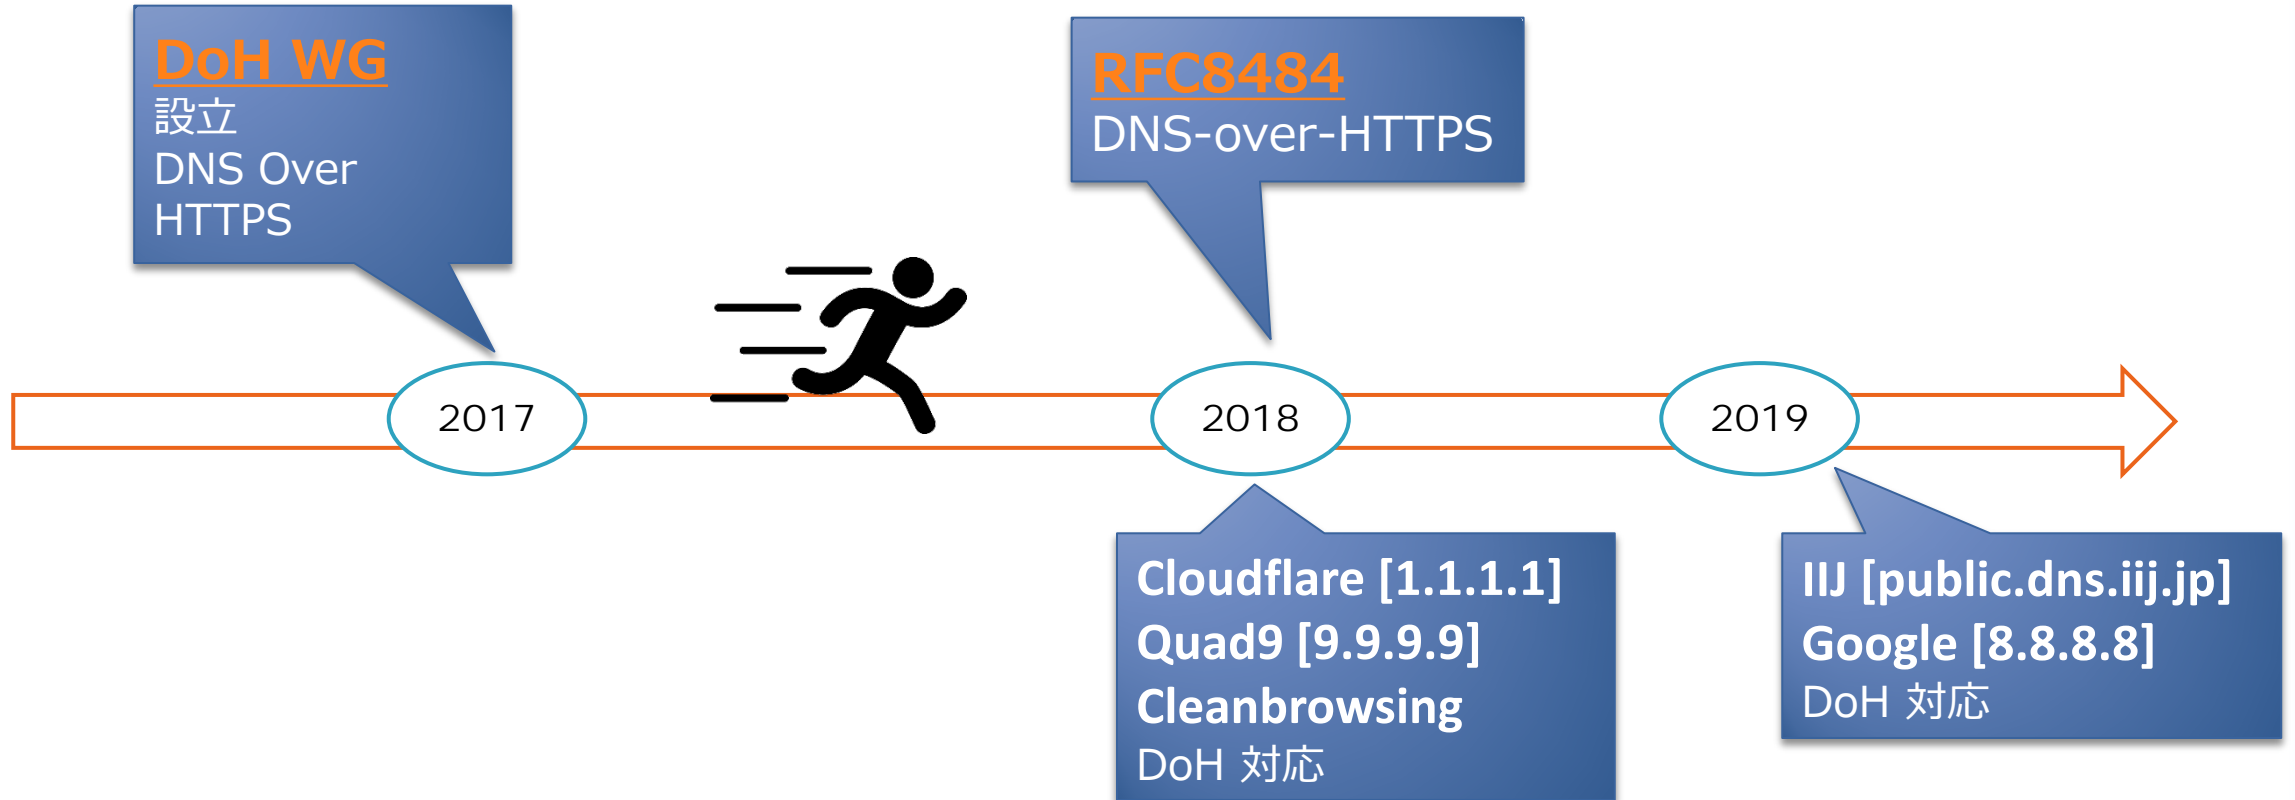 DoH WG
設立
DNS Over
HTTPS
RFC8484
DNS-over-HTTPS
2017
2018
2019
Cloudflare [1.1.1.1]
Quad9 [9.9.9.9]
Cleanbrowsing
DoH 対応
IIJ [public.dns.iij.jp]
Google [8.8.8.8]
DoH 対応